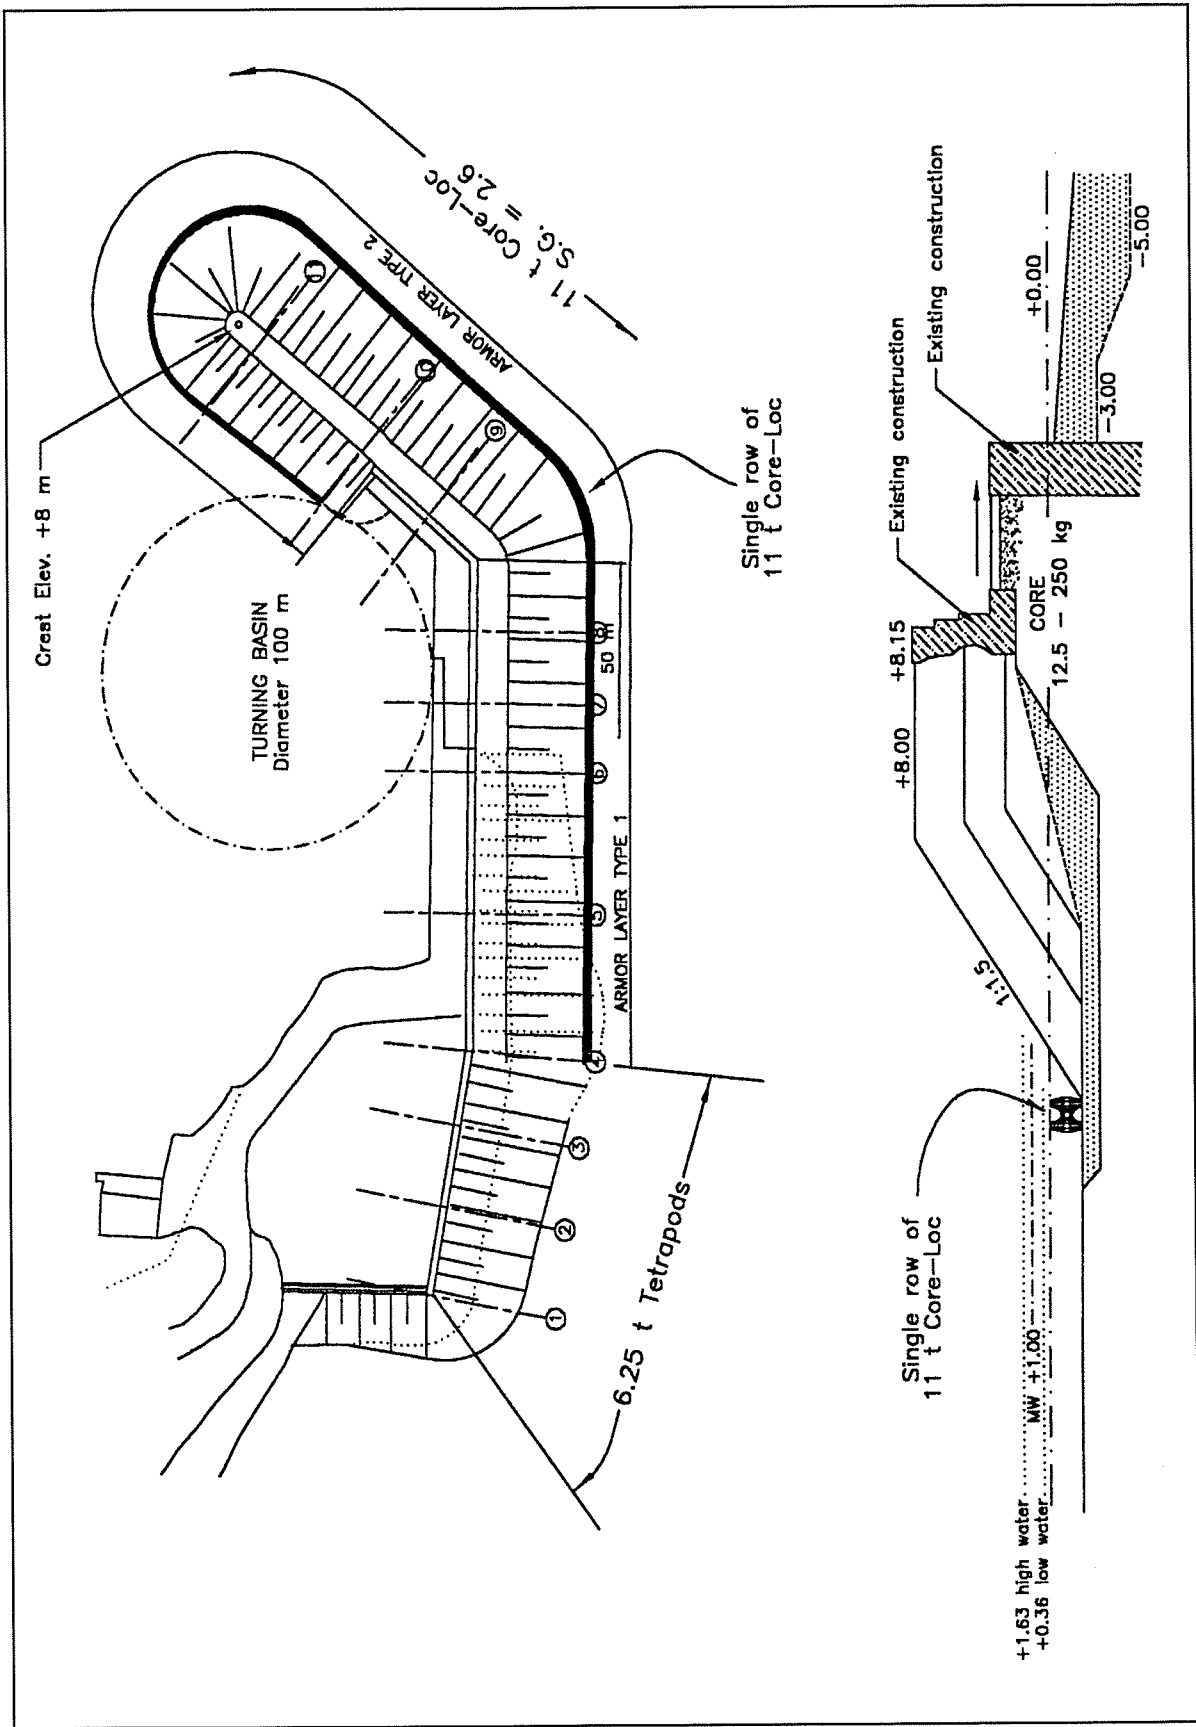 Crest Elev. +8 m
TURNING BASIN
Diameter 100 m
11 t Core-Loc
S.G. = 2.6
ARMOR LAYER TYPE 2
Single row of
11 t Core-Loc
50 m
ARMOR LAYER TYPE 1
6.25 t Tetrapods
1
2
3
4
5
6
7
8
9
+1.63 high water
+0.36 low water
MW +1.00
Single row of
11 t Core-Loc
1:1.5
+8.00
+8.15
CORE
12.5 - 250 kg
Existing construction
Existing construction
+0.00
-3.00
-5.00